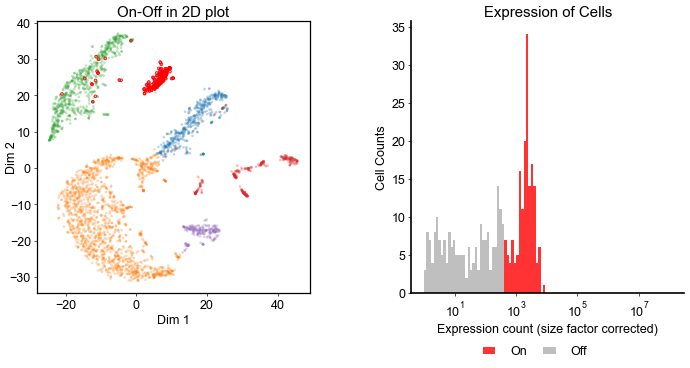 On-Off in 2D plot
40
30
20
10
0
−10
−20
−30
Dim 2
−20 0 20 40
Dim 1
Expression of Cells
35
30
25
20
15
10
5
0
Cell Counts
10¹ 10³ 10⁵ 10⁷
Expression count (size factor corrected)
On Off